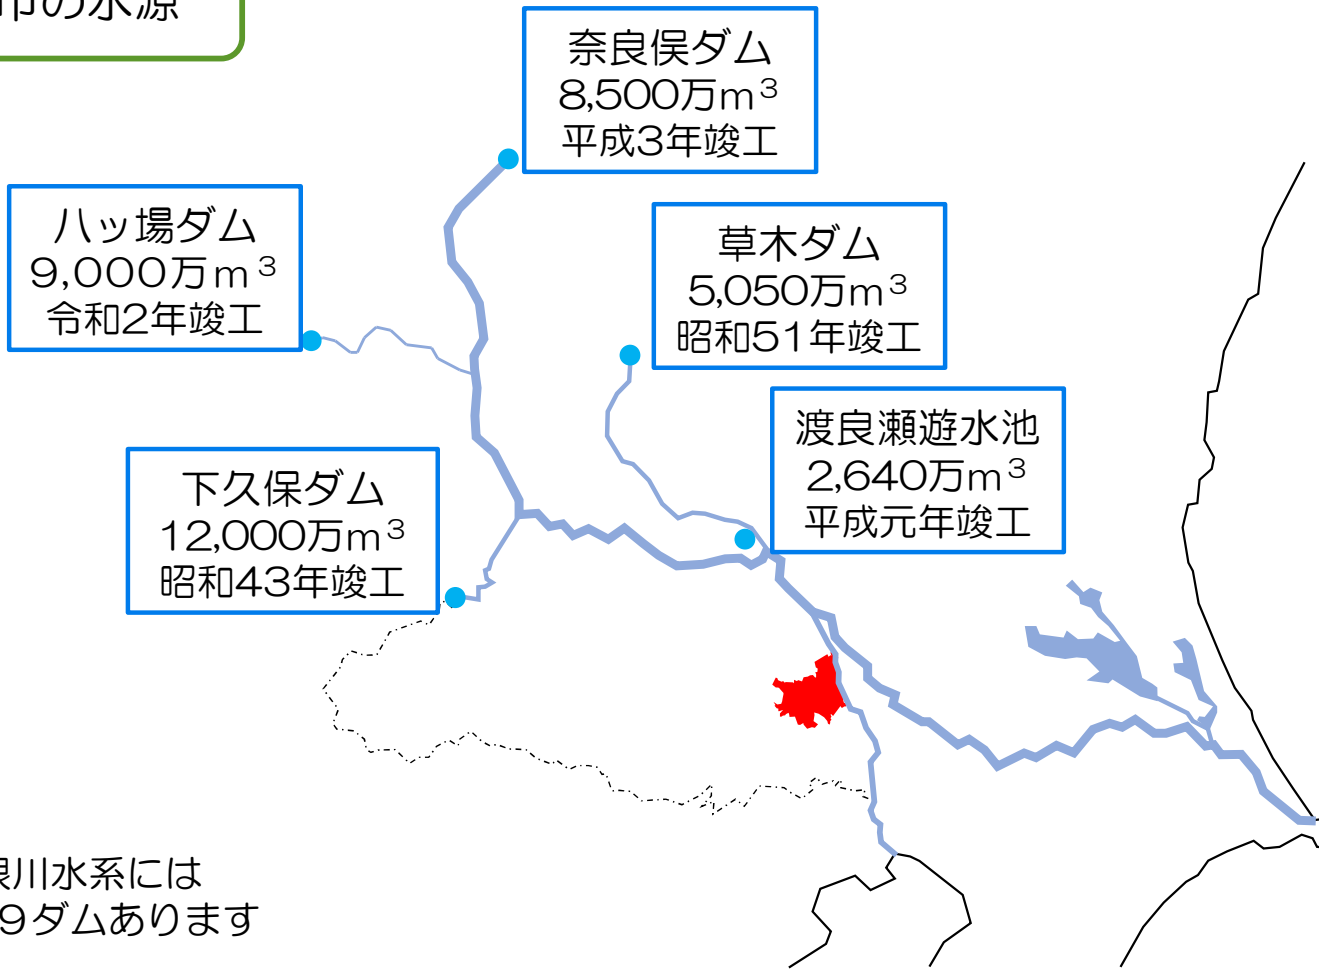 市の水源
奈良俣ダム
8,500万m³
平成3年竣工
八ッ場ダム
9,000万m³
令和2年竣工
草木ダム
5,050万m³
昭和51年竣工
渡良瀬遊水池
2,640万m³
平成元年竣工
下久保ダム
12,000万m³
昭和43年竣工
根川水系には
9ダムあります